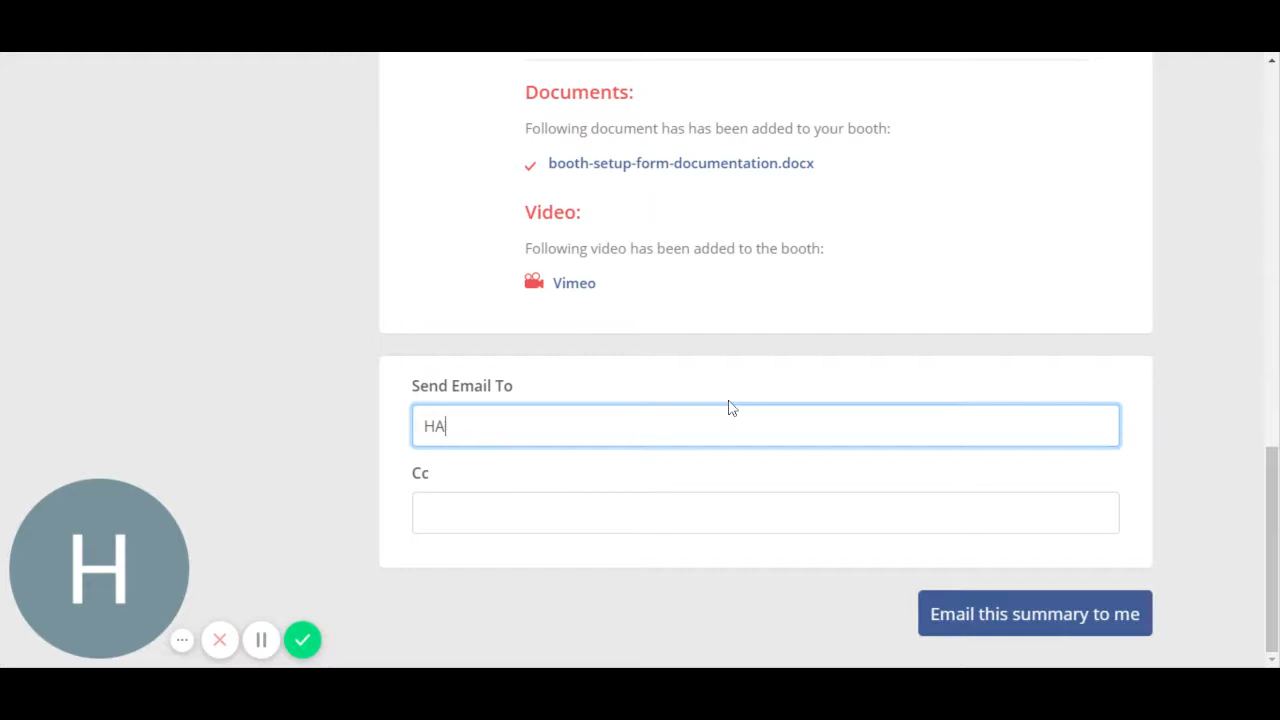 Documents:
Following document has has been added to your booth:
booth-setup-form-documentation.docx
Video:
Following video has been added to the booth:
Vimeo
Send Email To
HA
Cc
H
Email this summary to me